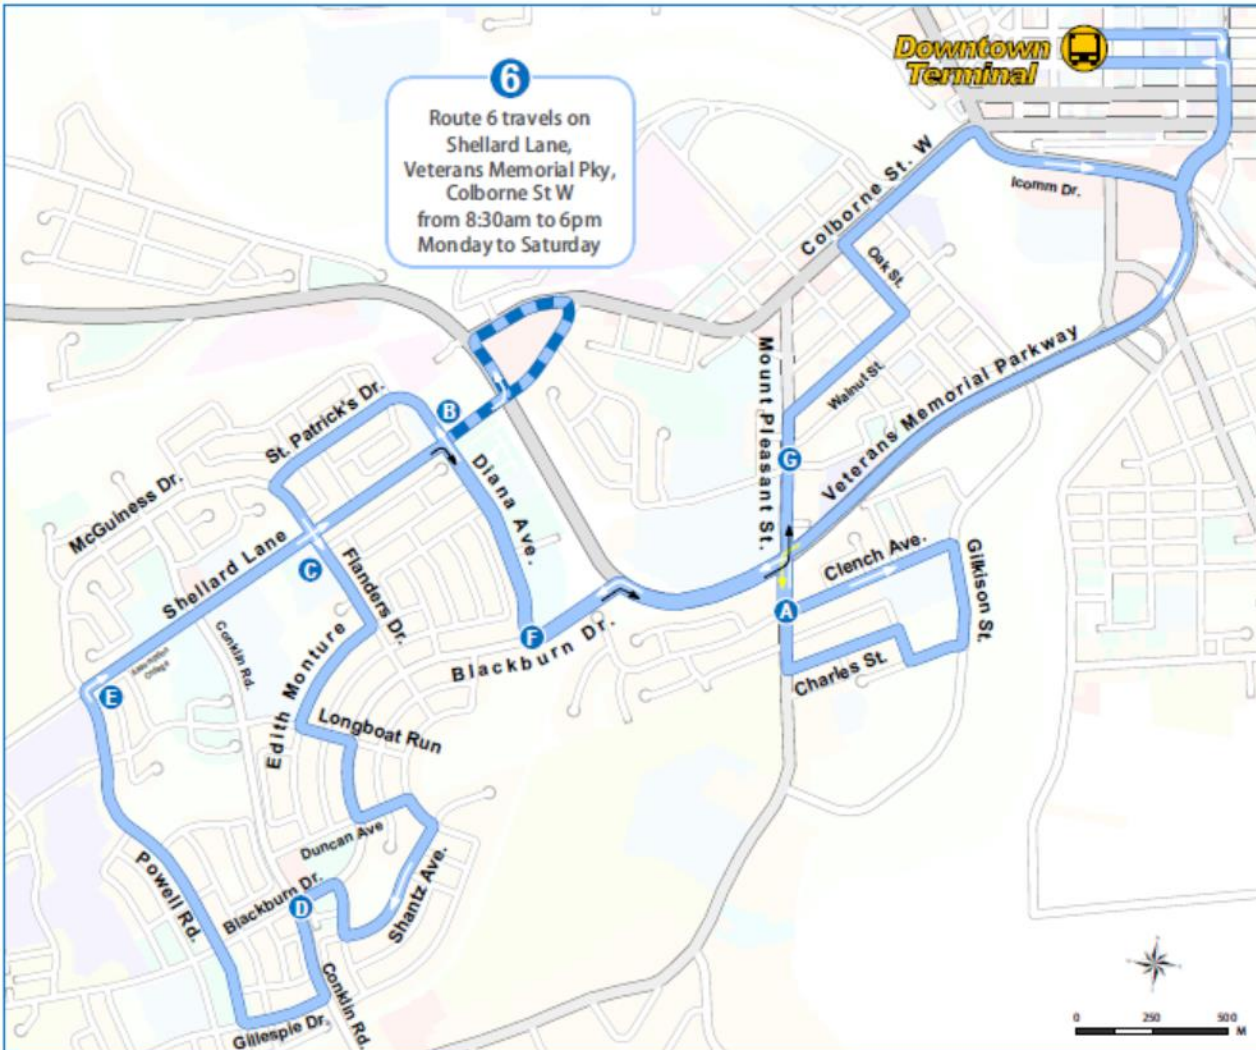 Downtown
Terminal
6
Route 6 travels on
Shellard Lane,
Veterans Memorial Pky,
Colborne St W
from 8:30am to 6pm
Monday to Saturday
Colborne St. W
Icomm Dr.
Oak St.
Walnut St.
Mount Pleasant St.
Veterans Memorial Parkway
St. Patrick's Dr.
B
Diana Ave.
G
McGuiness Dr.
Shellard Lane
C
Flanders Dr.
Clench Ave.
Gilkison St.
A
Charles St.
F
Blackburn Dr.
Conklin Rd.
E
Edith Monture
Longboat Run
Duncan Ave
Powell Rd.
Blackburn Dr.
D
Shantz Ave.
Conklin Rd.
Gillespie Dr.
0 250 500
M